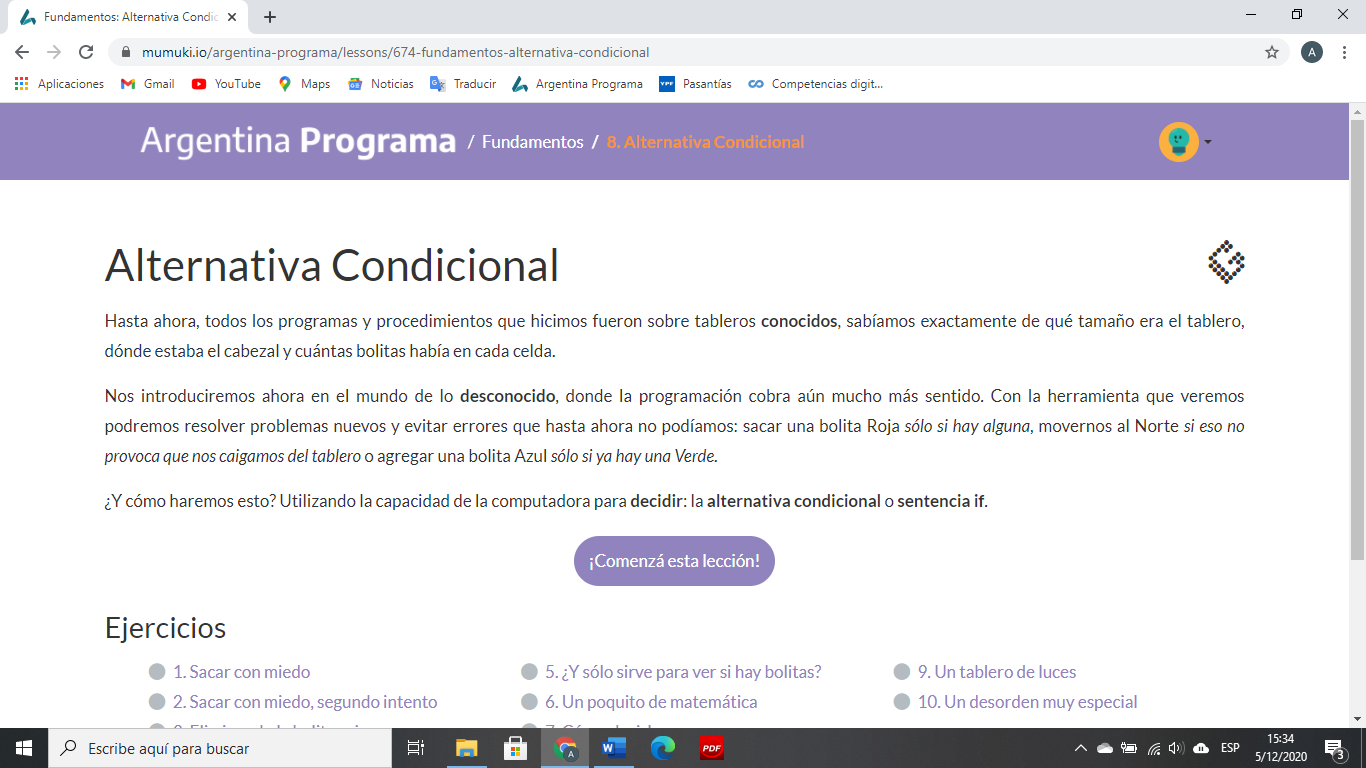 Fundamentos: Alternativa Condic
mumuki.io/argentina-programa/lessons/674-fundamentos-alternativa-condicional
A
Aplicaciones
Gmail
YouTube
Maps
Noticias
Traducir
Argentina Programa
YPF
Pasantías
Competencias digit...
Argentina Programa / Fundamentos / 8. Alternativa Condicional
Alternativa Condicional
Hasta ahora, todos los programas y procedimientos que hicimos fueron sobre tableros conocidos, sabíamos exactamente de qué tamaño era el tablero,
dónde estaba el cabezal y cuántas bolitas había en cada celda.
Nos introduciremos ahora en el mundo de lo desconocido, donde la programación cobra aún mucho más sentido. Con la herramienta que veremos
podremos resolver problemas nuevos y evitar errores que hasta ahora no podíamos: sacar una bolita Roja sólo si hay alguna, movernos al Norte si eso no
provoca que nos caigamos del tablero o agregar una bolita Azul sólo si ya hay una Verde.
¿Y cómo haremos esto? Utilizando la capacidad de la computadora para decidir: la alternativa condicional o sentencia if.
¡Comenzá esta lección!
Ejercicios
1. Sacar con miedo
2. Sacar con miedo, segundo intento
5. ¿Y sólo sirve para ver si hay bolitas?
6. Un poquito de matemática
9. Un tablero de luces
10. Un desorden muy especial
Escribe aquí para buscar
A
W
PDF
ESP
15:34
5/12/2020
3